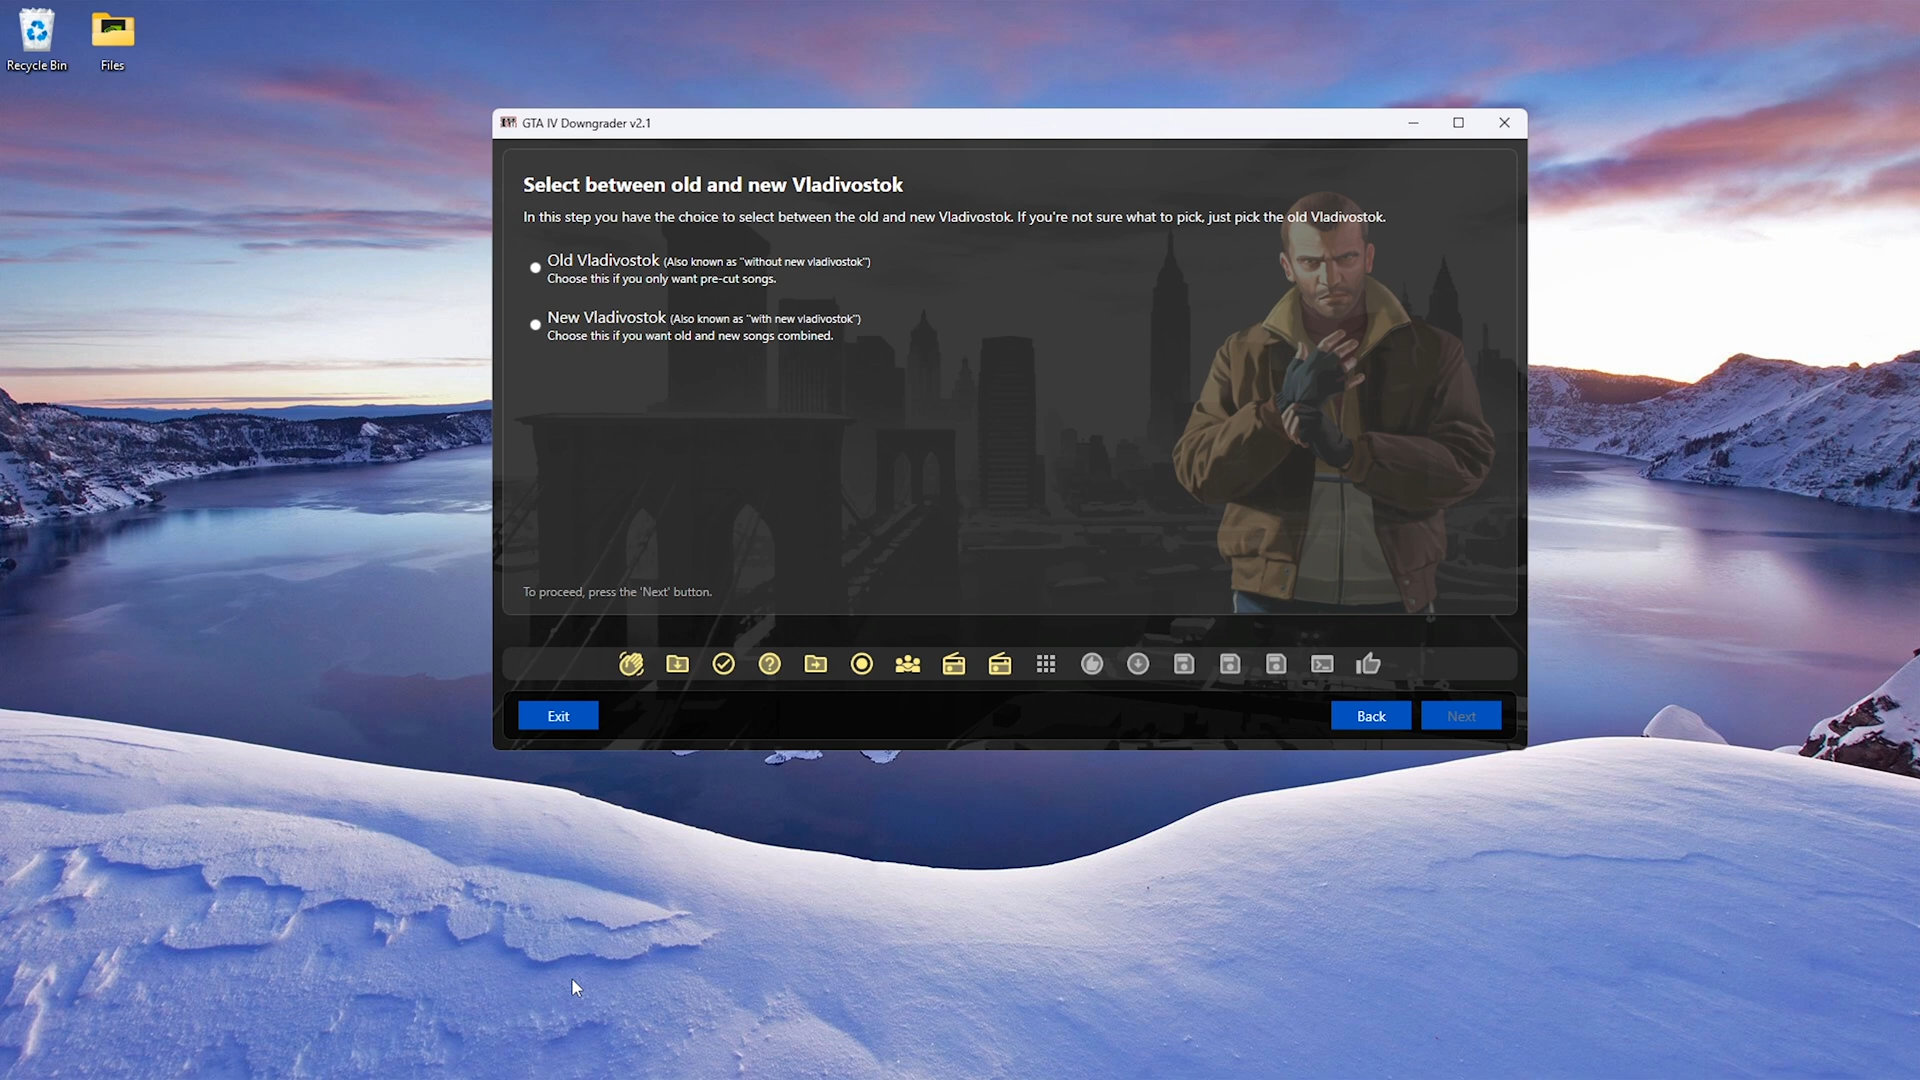 Recycle Bin
Files
GTA IV Downgrader v2.1
Select between old and new Vladivostok
In this step you have the choice to select between the old and new Vladivostok. If you're not sure what to pick, just pick the old Vladivostok.
Old Vladivostok (Also known as "without new vladivostok")
Choose this if you only want pre-cut songs.
New Vladivostok (Also known as "with new vladivostok")
Choose this if you want old and new songs combined.
To proceed, press the 'Next' button.
Exit
Back
Next